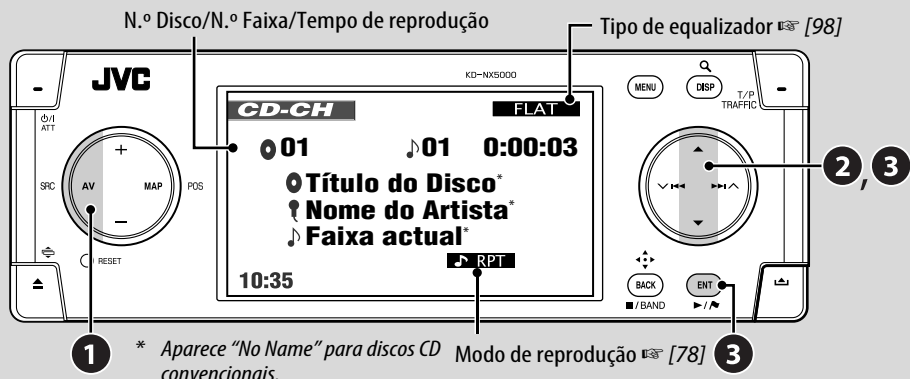 N.º Disco/N.º Faixa/Tempo de reprodução
Tipo de equalizador ☞ [98]
JVC
KD-NX5000
MENU
DISP
T/P
TRAFFIC
⏻/I
ATT
CD-CH
FLAT
01 ♪01 0:00:03
+
SRC
AV
MAP
POS
–
Título do Disco*
Nome do Artista*
♪ Faixa actual*
♪ RPT
10:35
▲
∨ ⏮
⏭ ∧
▼
2, 3
RESET
⏏
BACK
■/BAND
ENT
►/⚑
1
3
* Aparece “No Name” para discos CD
convencionais.
Modo de reprodução ☞ [78]